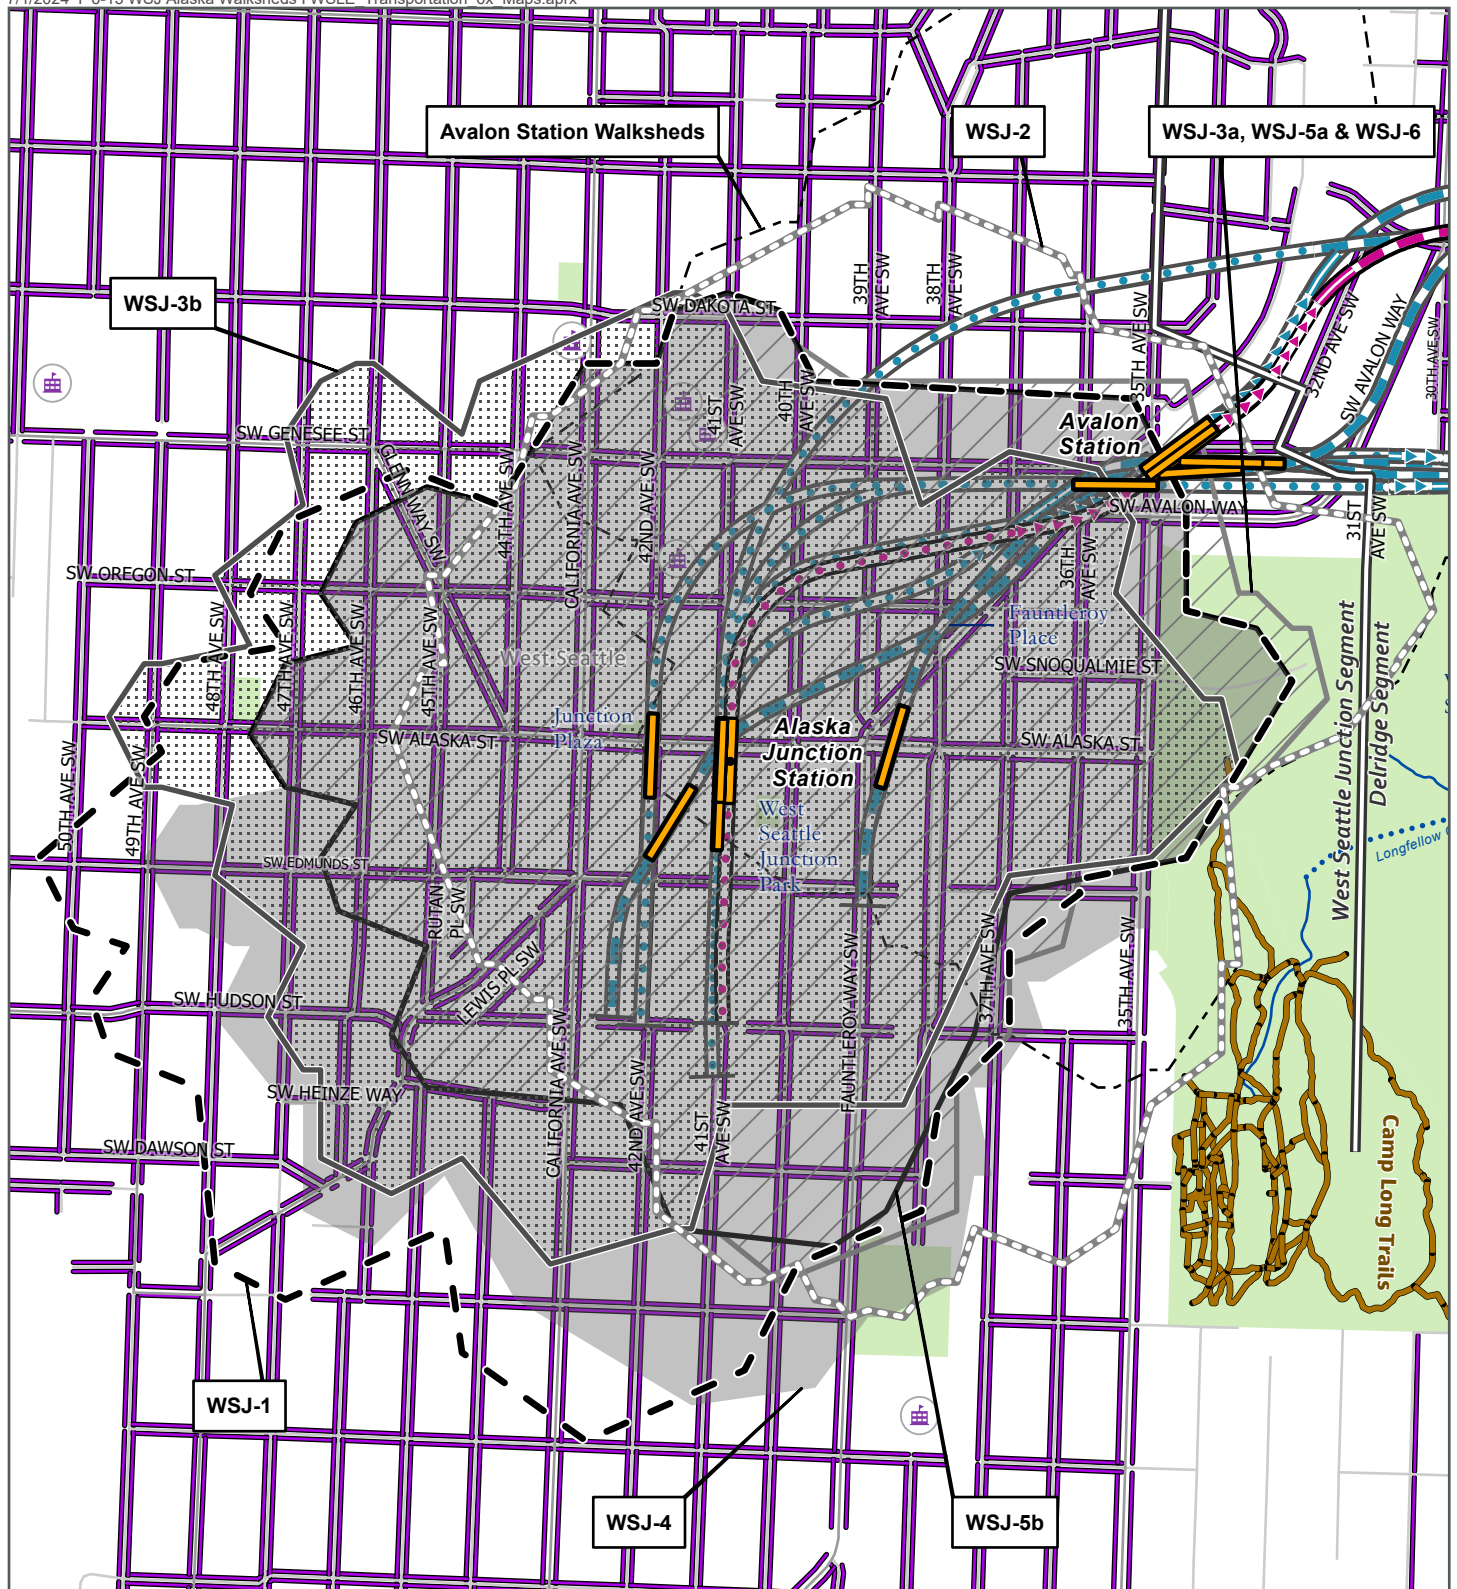 Avalon Station Walksheds
WSJ-2
WSJ-3a, WSJ-5a & WSJ-6
WSJ-3b
39TH
AVE SW
38TH
AVE SW
SW DAKOTA ST
35TH AVE SW
32ND AVE SW
SW AVALON WAY
30TH AVE SW
41ST
AVE SW
40TH
AVE SW
Avalon
Station
SW GENESEE ST
GLENN WAY SW
44TH AVE SW
CALIFORNIA AVE SW
42ND AVE SW
SW AVALON WAY
31ST
AVE SW
36TH
AVE SW
SW OREGON ST
48TH AVE SW
47TH AVE SW
46TH AVE SW
45TH AVE SW
West Seattle
Fauntleroy
Place
SW SNOQUALMIE ST
West Seattle Junction Segment
Delridge Segment
Junction
Plaza
Alaska
Junction
Station
SW ALASKA ST
SW ALASKA ST
50TH AVE SW
49TH AVE SW
West
Seattle
Junction
Park
Longfellow
SW EDMUNDS ST
RUTAN
PL SW
LEWIS PL SW
SW HUDSON ST
CALIFORNIA AVE SW
FAUNTLEROY WAY SW
37TH AVE SW
35TH AVE SW
SW HEINZE WAY
42ND AVE SW
41ST
AVE SW
SW DAWSON ST
Camp Long Trails
WSJ-1
WSJ-4
WSJ-5b